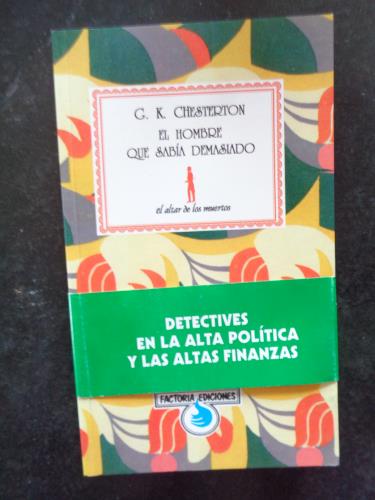 G. K. CHESTERTON
EL HOMBRE
QUE SABÍA DEMASIADO
el altar de los muertos
DETECTIVES
EN LA ALTA POLÍTICA
Y LAS ALTAS FINANZAS
FACTORIA EDICIONES